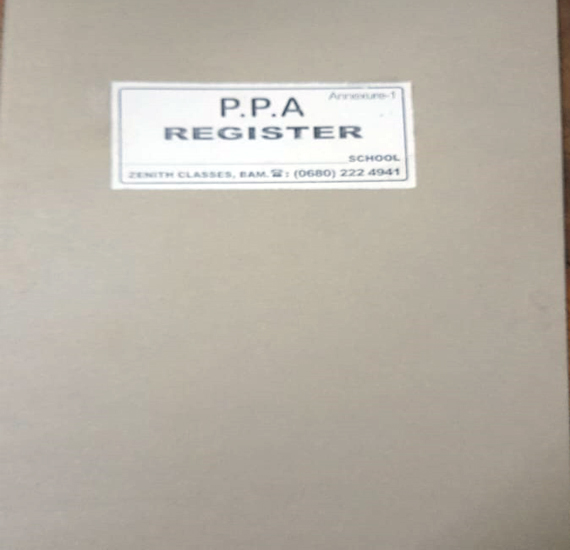 Annexure-1
P.P.A
REGISTER
SCHOOL
ZENITH CLASSES, BAM. ☎: (0680) 222 4941